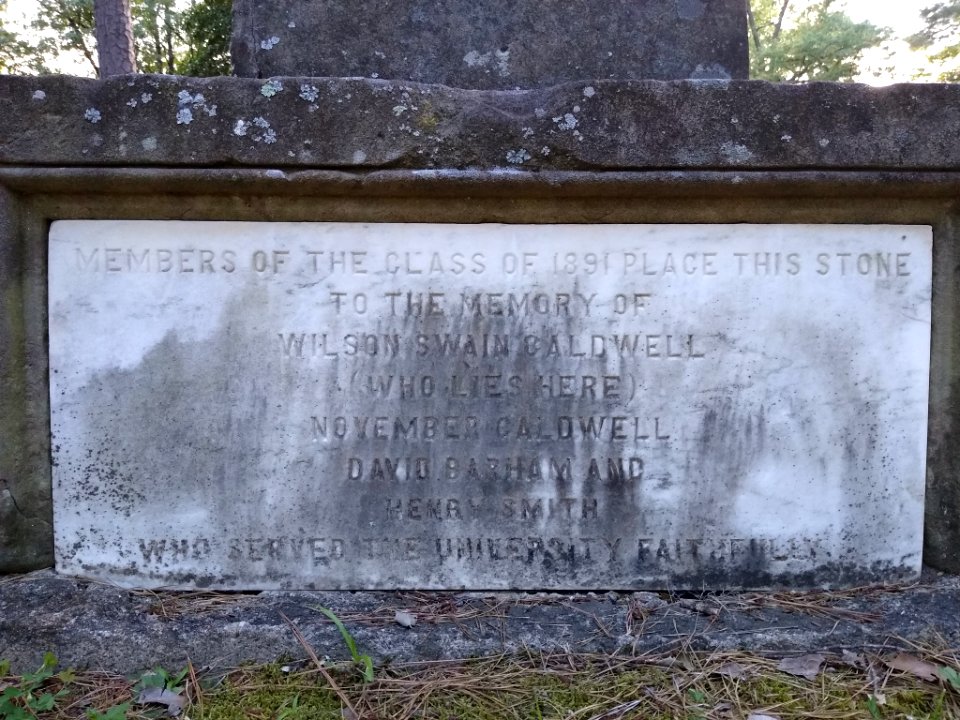 MEMBERS OF THE CLASS OF 1891 PLACE THIS STONE
TO THE MEMORY OF
WILSON SWAIN CALDWELL
(WHO LIES HERE)
NOVEMBER CALDWELL
DAVID BARHAM AND
HENRY SMITH
WHO SERVED THE UNIVERSITY FAITHFULLY